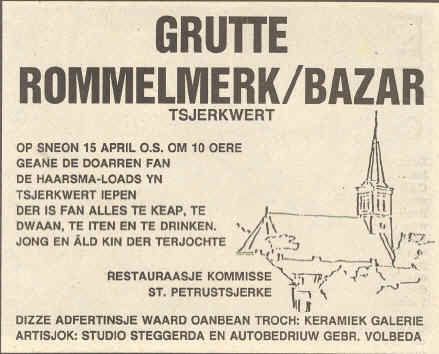 GRUTTE
ROMMELMERK/BAZAR
TSJERKWERT
OP SNEON 15 APRIL O.S. OM 10 OERE
GEANE DE DOARREN FAN
DE HAARSMA-LOADS YN
TSJERKWERT IEPEN
DER IS FAN ALLES TE KEAP, TE
DWAAN, TE ITEN EN TE DRINKEN.
JONG EN ÂLD KIN DER TERJOCHTE
RESTAURAASJE KOMMISSE
ST. PETRUSTSJERKE
DIZZE ADFERTINSJE WAARD OANBEAN TROCH: KERAMIEK GALERIE
ARTISJOK: STUDIO STEGGERDA EN AUTOBEDRIUW GEBR. VOLBEDA